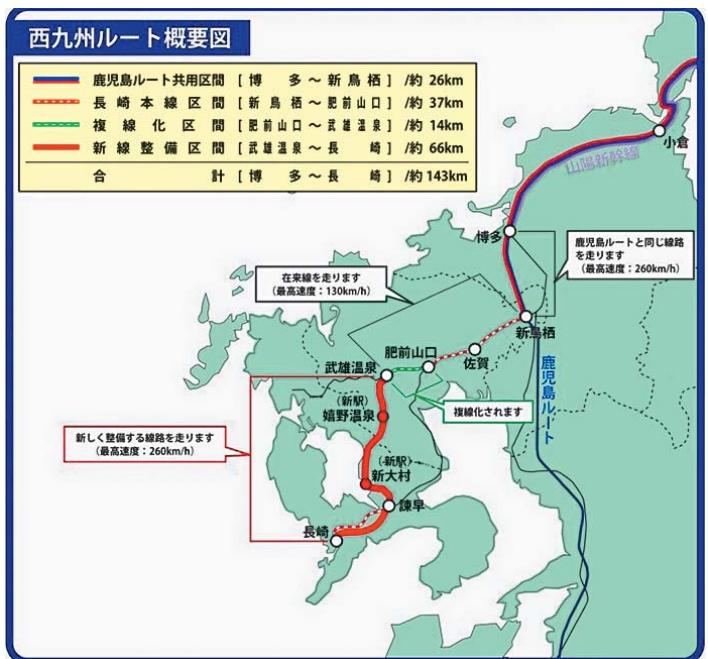 西九州ルート概要図
鹿児島ルート共用区間 [ 博多～新鳥栖 ] /約 26km
長崎本線区間 [ 新鳥栖～肥前山口 ] /約 37km
複線化区間 [肥前山口～武雄温泉] /約 14km
新線整備区間 [武雄温泉～長崎] /約 66km
合計 [ 博多～長崎 ] /約 143km
小倉
山陽新幹線
博多
鹿児島ルートと同じ線路
を走ります
（最高速度：260km/h）
在来線を走ります
（最高速度：130km/h）
新鳥栖
肥前山口
佐賀
武雄温泉
鹿児島ルート
（新駅）
嬉野温泉
複線化されます
新しく整備する線路を走ります
（最高速度：260km/h）
（新駅）
新大村
諫早
長崎